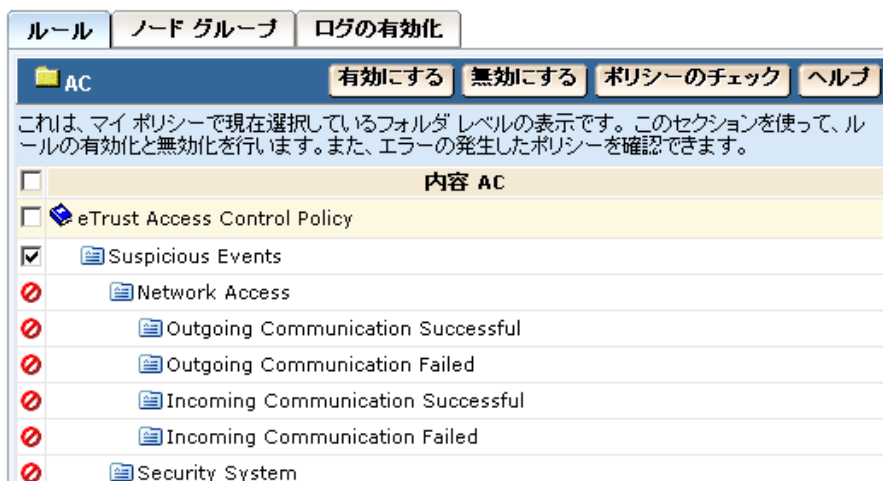 ルール ノード グループ ログの有効化
AC 有効にする 無効にする ポリシーのチェック ヘルプ
これは、マイ ポリシーで現在選択しているフォルダ レベルの表示です。このセクションを使って、ル
ールの有効化と無効化を行います。また、エラーの発生したポリシーを確認できます。
内容 AC
eTrust Access Control Policy
Suspicious Events
Network Access
Outgoing Communication Successful
Outgoing Communication Failed
Incoming Communication Successful
Incoming Communication Failed
Security System